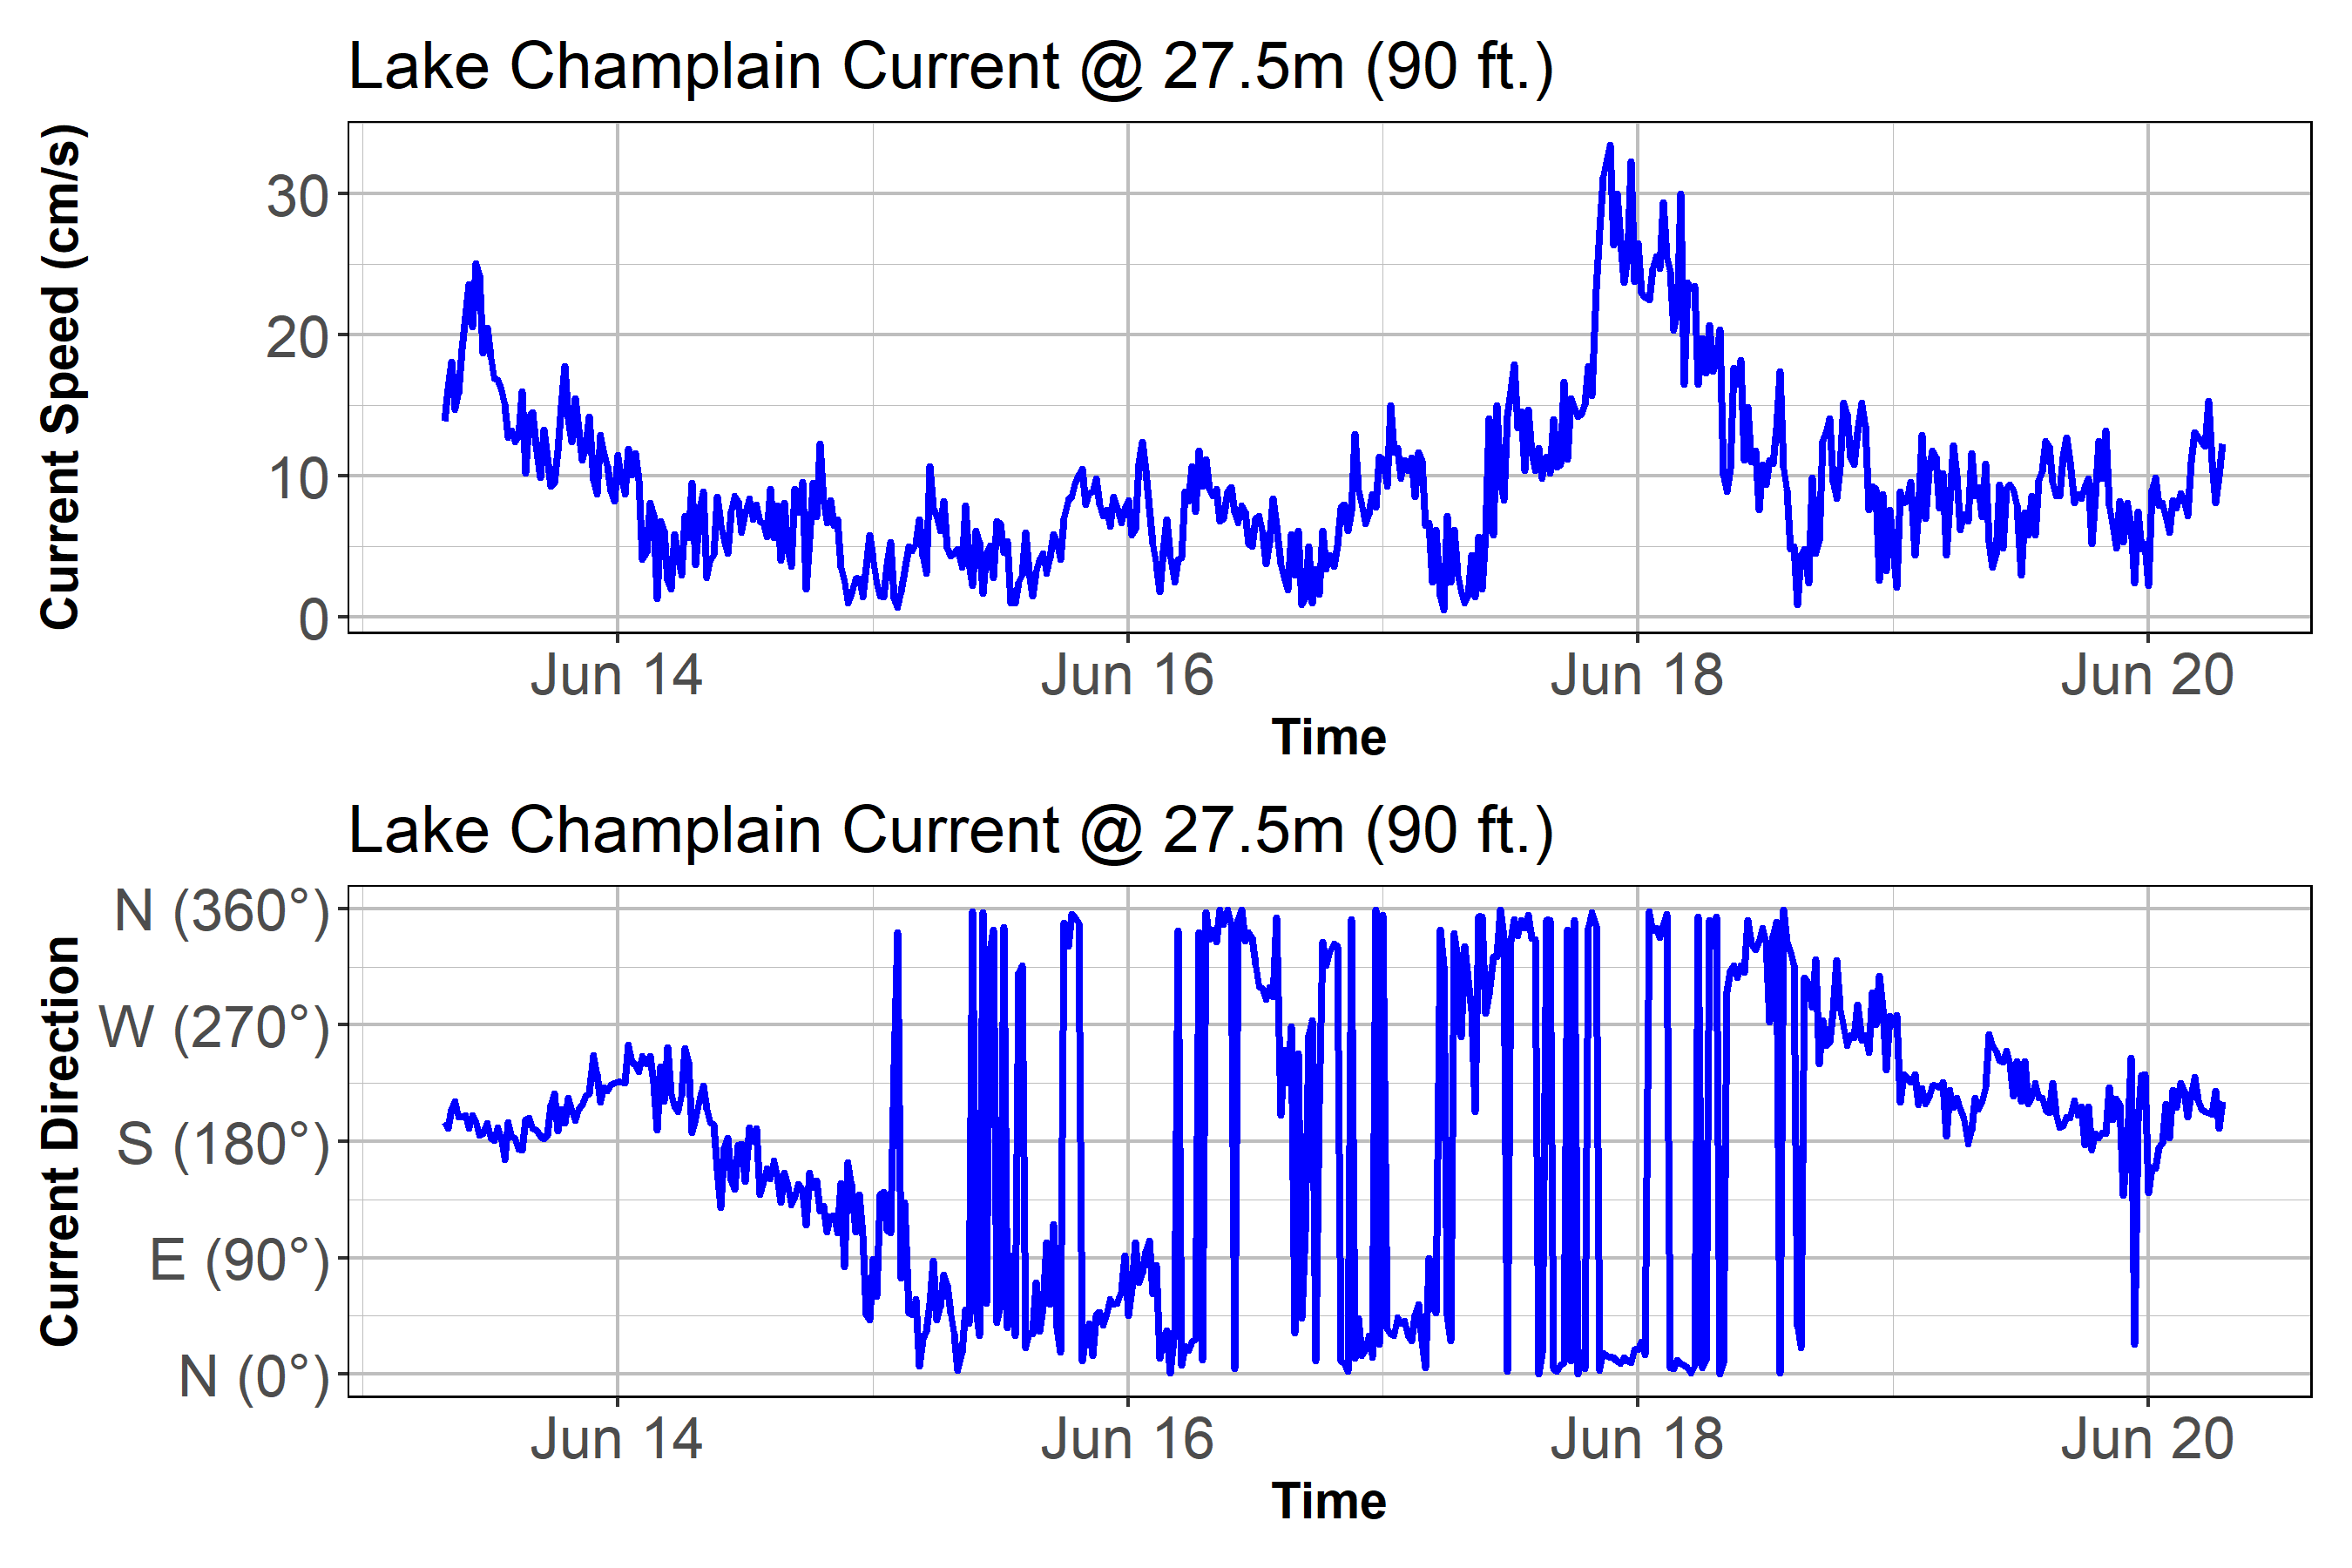 Lake Champlain Current @ 27.5m (90 ft.)
Current Speed (cm/s)
30
20
10
0
Jun 14 Jun 16 Jun 18 Jun 20
Time
Lake Champlain Current @ 27.5m (90 ft.)
Current Direction
N (360°)
W (270°)
S (180°)
E (90°)
N (0°)
Jun 14 Jun 16 Jun 18 Jun 20
Time